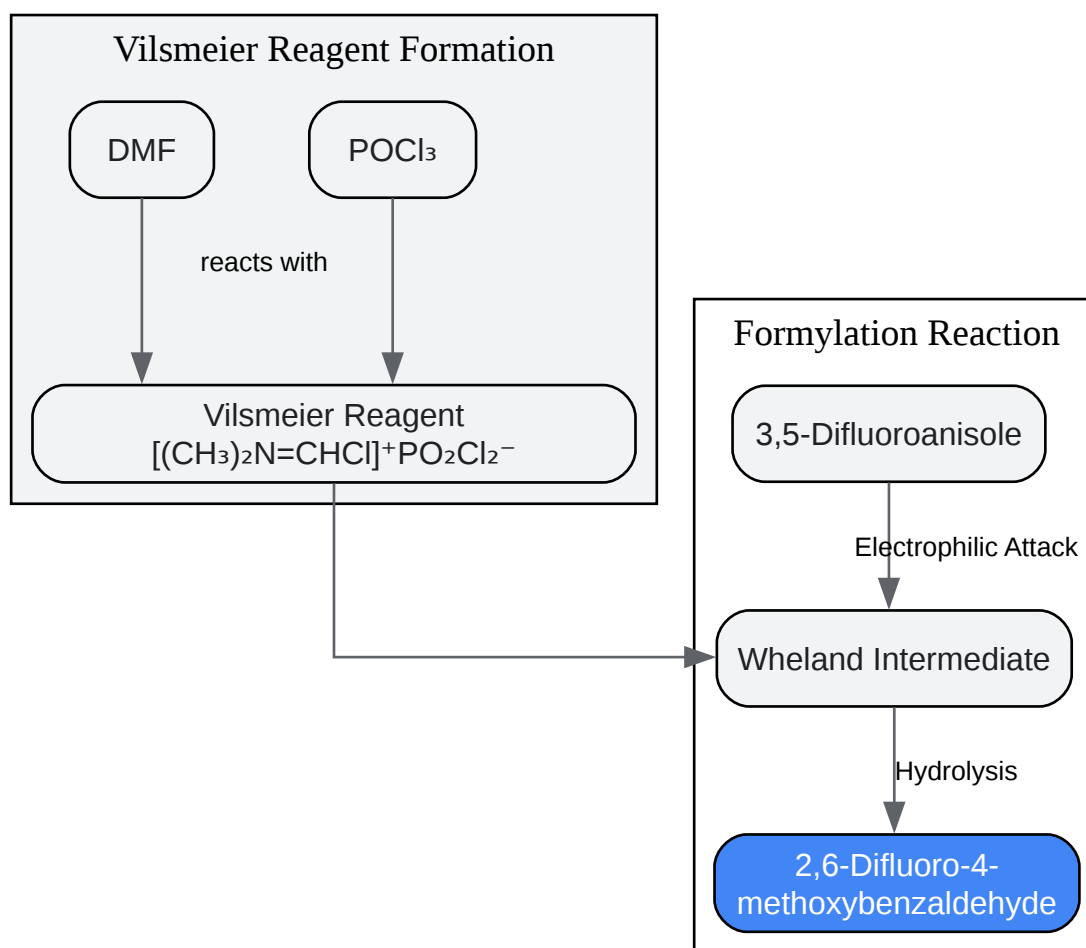 Vilsmeier Reagent Formation
DMF
POCl₃
reacts with
Vilsmeier Reagent
[(CH₃)₂N=CHCl]⁺PO₂Cl₂⁻
Formylation Reaction
3,5-Difluoroanisole
Electrophilic Attack
Wheland Intermediate
Hydrolysis
2,6-Difluoro-4-
methoxybenzaldehyde